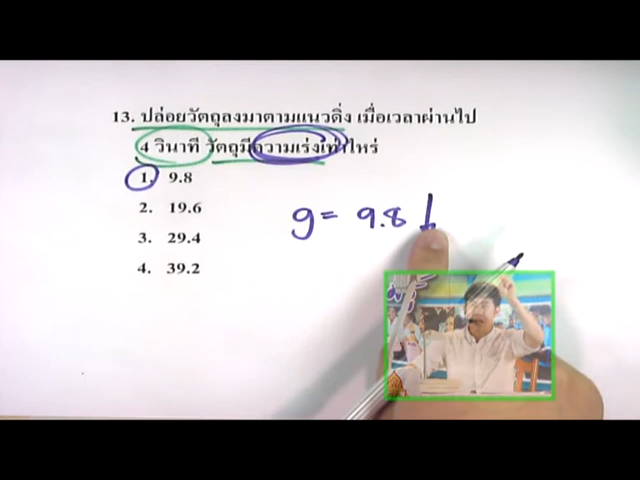 13. ปล่อยวัตถุลงมาตามแนวดิ่ง เมื่อเวลาผ่านไป
4 วินาที วัตถุมีความเร่งเท่าไหร่
1. 9.8
2. 19.6
3. 29.4
4. 39.2
g = 9.8 ↓